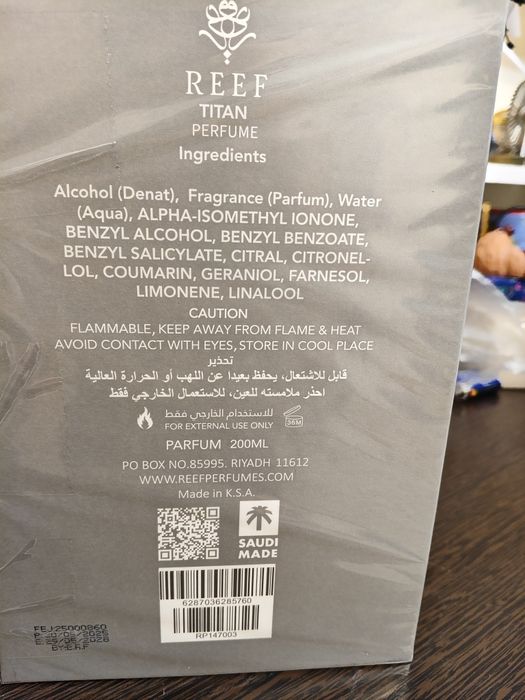 REEF
TITAN
PERFUME
Ingredients
Alcohol (Denat), Fragrance (Parfum), Water
(Aqua), ALPHA-ISOMETHYL IONONE,
BENZYL ALCOHOL, BENZYL BENZOATE,
BENZYL SALICYLATE, CITRAL, CITRONEL-
LOL, COUMARIN, GERANIOL, FARNESOL,
LIMONENE, LINALOOL
CAUTION
FLAMMABLE, KEEP AWAY FROM FLAME & HEAT
AVOID CONTACT WITH EYES, STORE IN COOL PLACE
تحذير
قابل للاشتعال، يحفظ بعيدا عن اللهب أو الحرارة العالية
احذر ملامسته للعين، للاستعمال الخارجي فقط
للاستخدام الخارجي فقط
FOR EXTERNAL USE ONLY
36M
PARFUM 200ML
PO BOX NO.85995. RIYADH 11612
WWW.REEFPERFUMES.COM
Made in K.S.A.
SAUDI
MADE
6287036285760
RP147003
FEJ25000860
BY:E.R.F